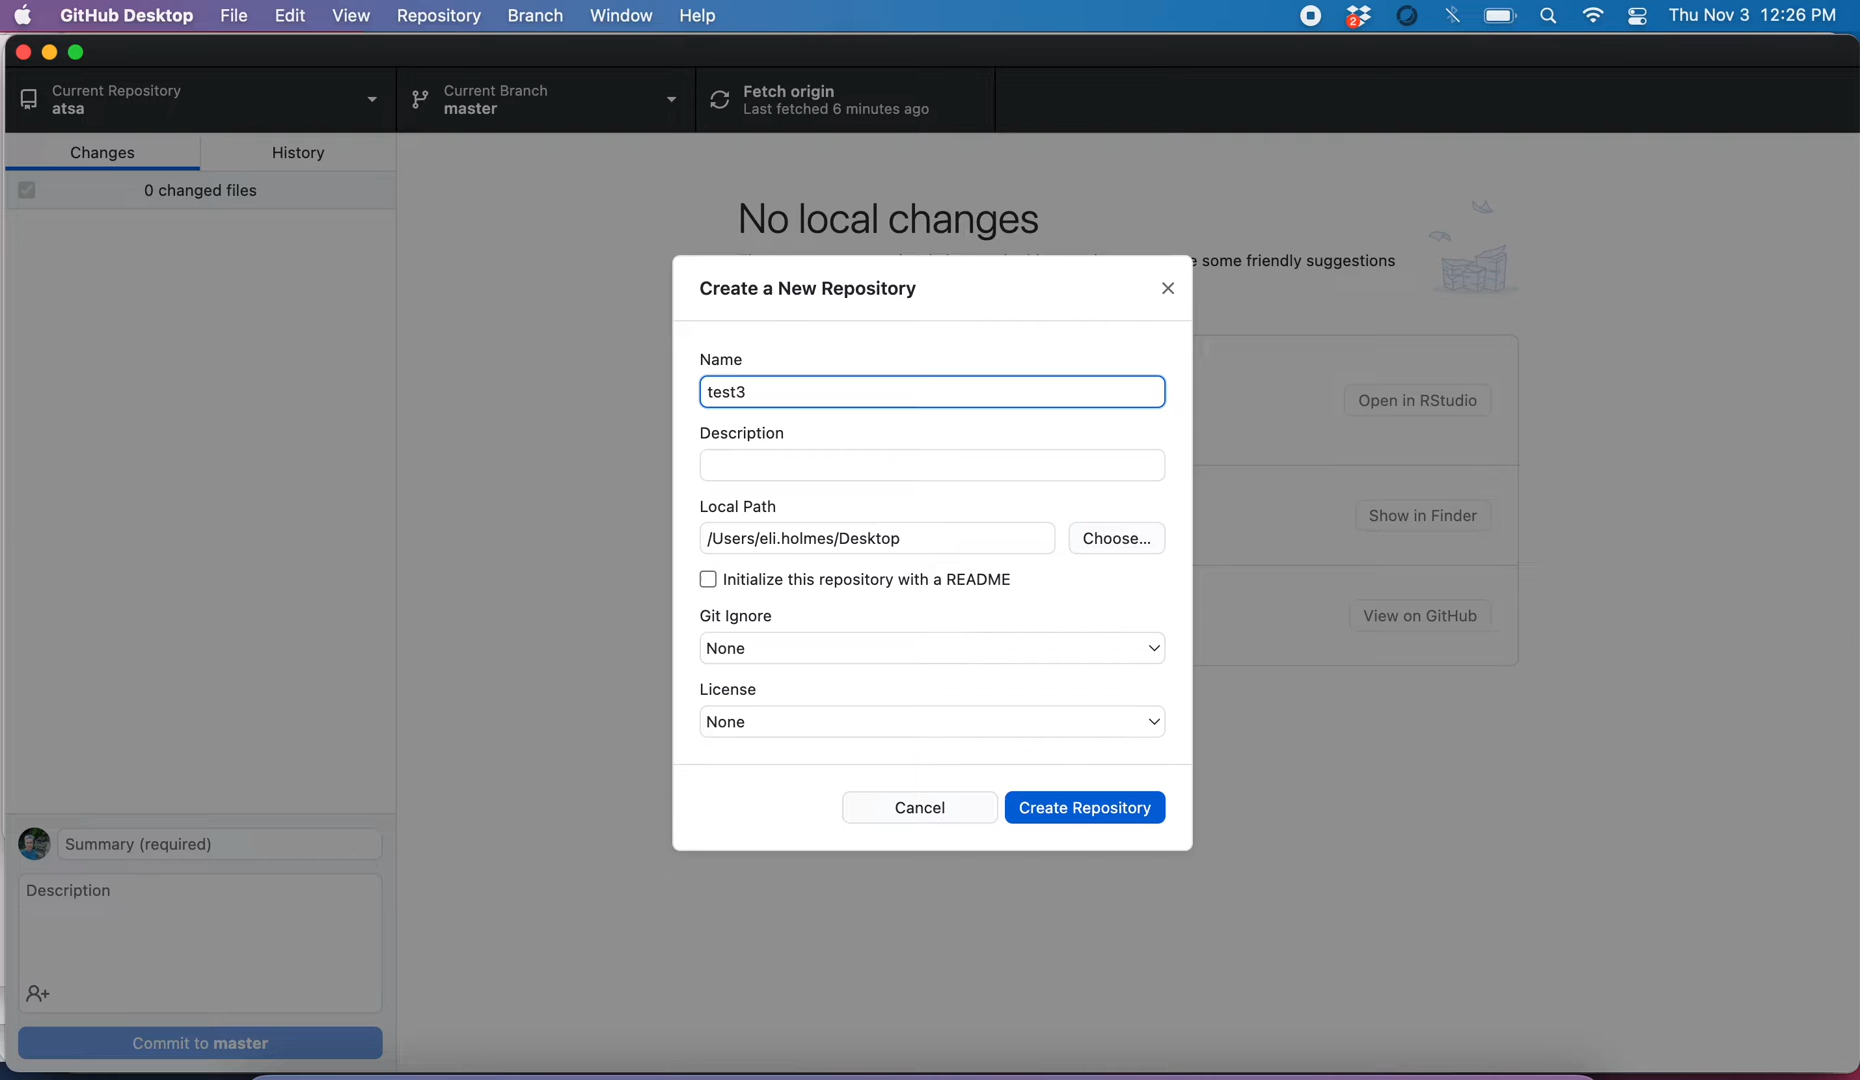 GitHub Desktop File Edit View Repository Branch Window Help 2 Thu Nov 3 12:26 PM
Current Repository
atsa
Current Branch
master
Fetch origin
Last fetched 6 minutes ago
Changes History
0 changed files
No local changes
e some friendly suggestions
Create a New Repository
Name
test3
Description
Local Path
/Users/eli.holmes/Desktop Choose...
Initialize this repository with a README
Git Ignore
None
License
None
Cancel Create Repository
Open in RStudio
Show in Finder
View on GitHub
Summary (required)
Description
Commit to master